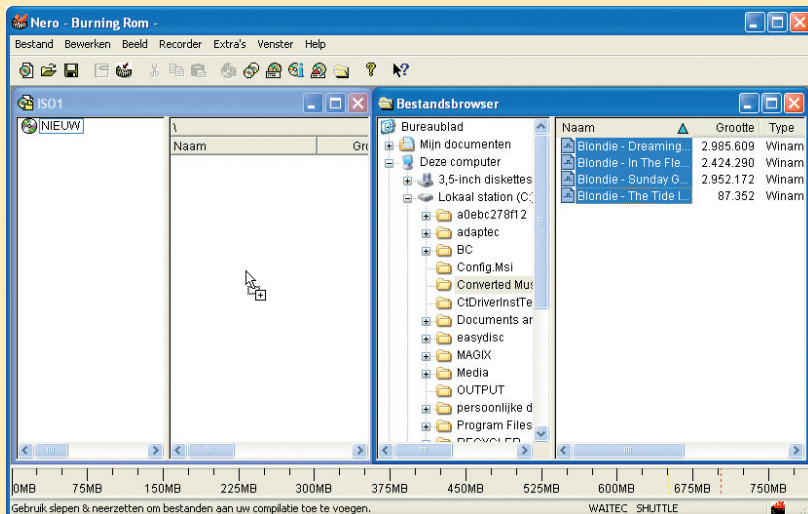 Nero - Burning Rom -
Bestand Bewerken Beeld Recorder Extra's Venster Help
ISO1
NIEUW
\
Naam Gr
Bestandsbrowser
Bureaublad
Mijn documenten
Deze computer
3,5-inch diskettes
Lokaal station (C:
a0ebc278f12
adaptec
BC
Config.Msi
Converted Mus
CtDriverInstTe
Documents ar
easydisc
MAGIX
Media
OUTPUT
persoonlijke d
Program Files
RECYCLER
Naam Grootte Type
Blondie - Dreaming... 2.985.609 Winam
Blondie - In The Fle... 2.424.290 Winam
Blondie - Sunday G... 2.952.172 Winam
Blondie - The Tide I... 87.352 Winam
0MB 75MB 150MB 225MB 300MB 375MB 450MB 525MB 600MB 675MB 750MB
Gebruik slepen & neerzetten om bestanden aan uw compilatie toe te voegen. WAITEC SHUTTLE